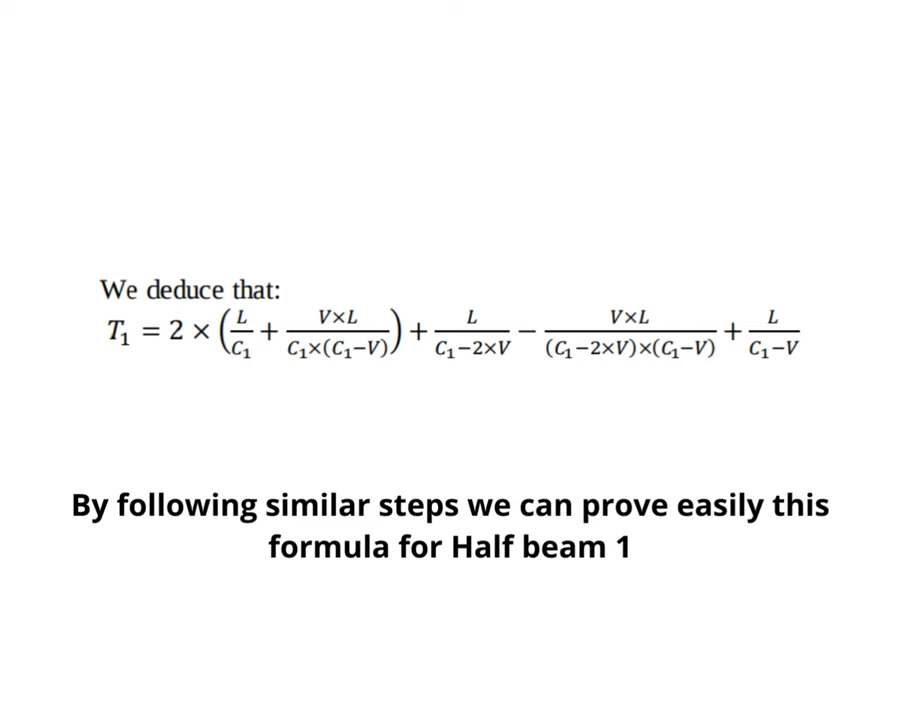 We deduce that:
T₁ = 2 × (L/C₁ + V×L/C₁×(C₁−V)) + L/C₁−2×V − V×L/(C₁−2×V)×(C₁−V) + L/C₁−V
By following similar steps we can prove easily this
formula for Half beam 1